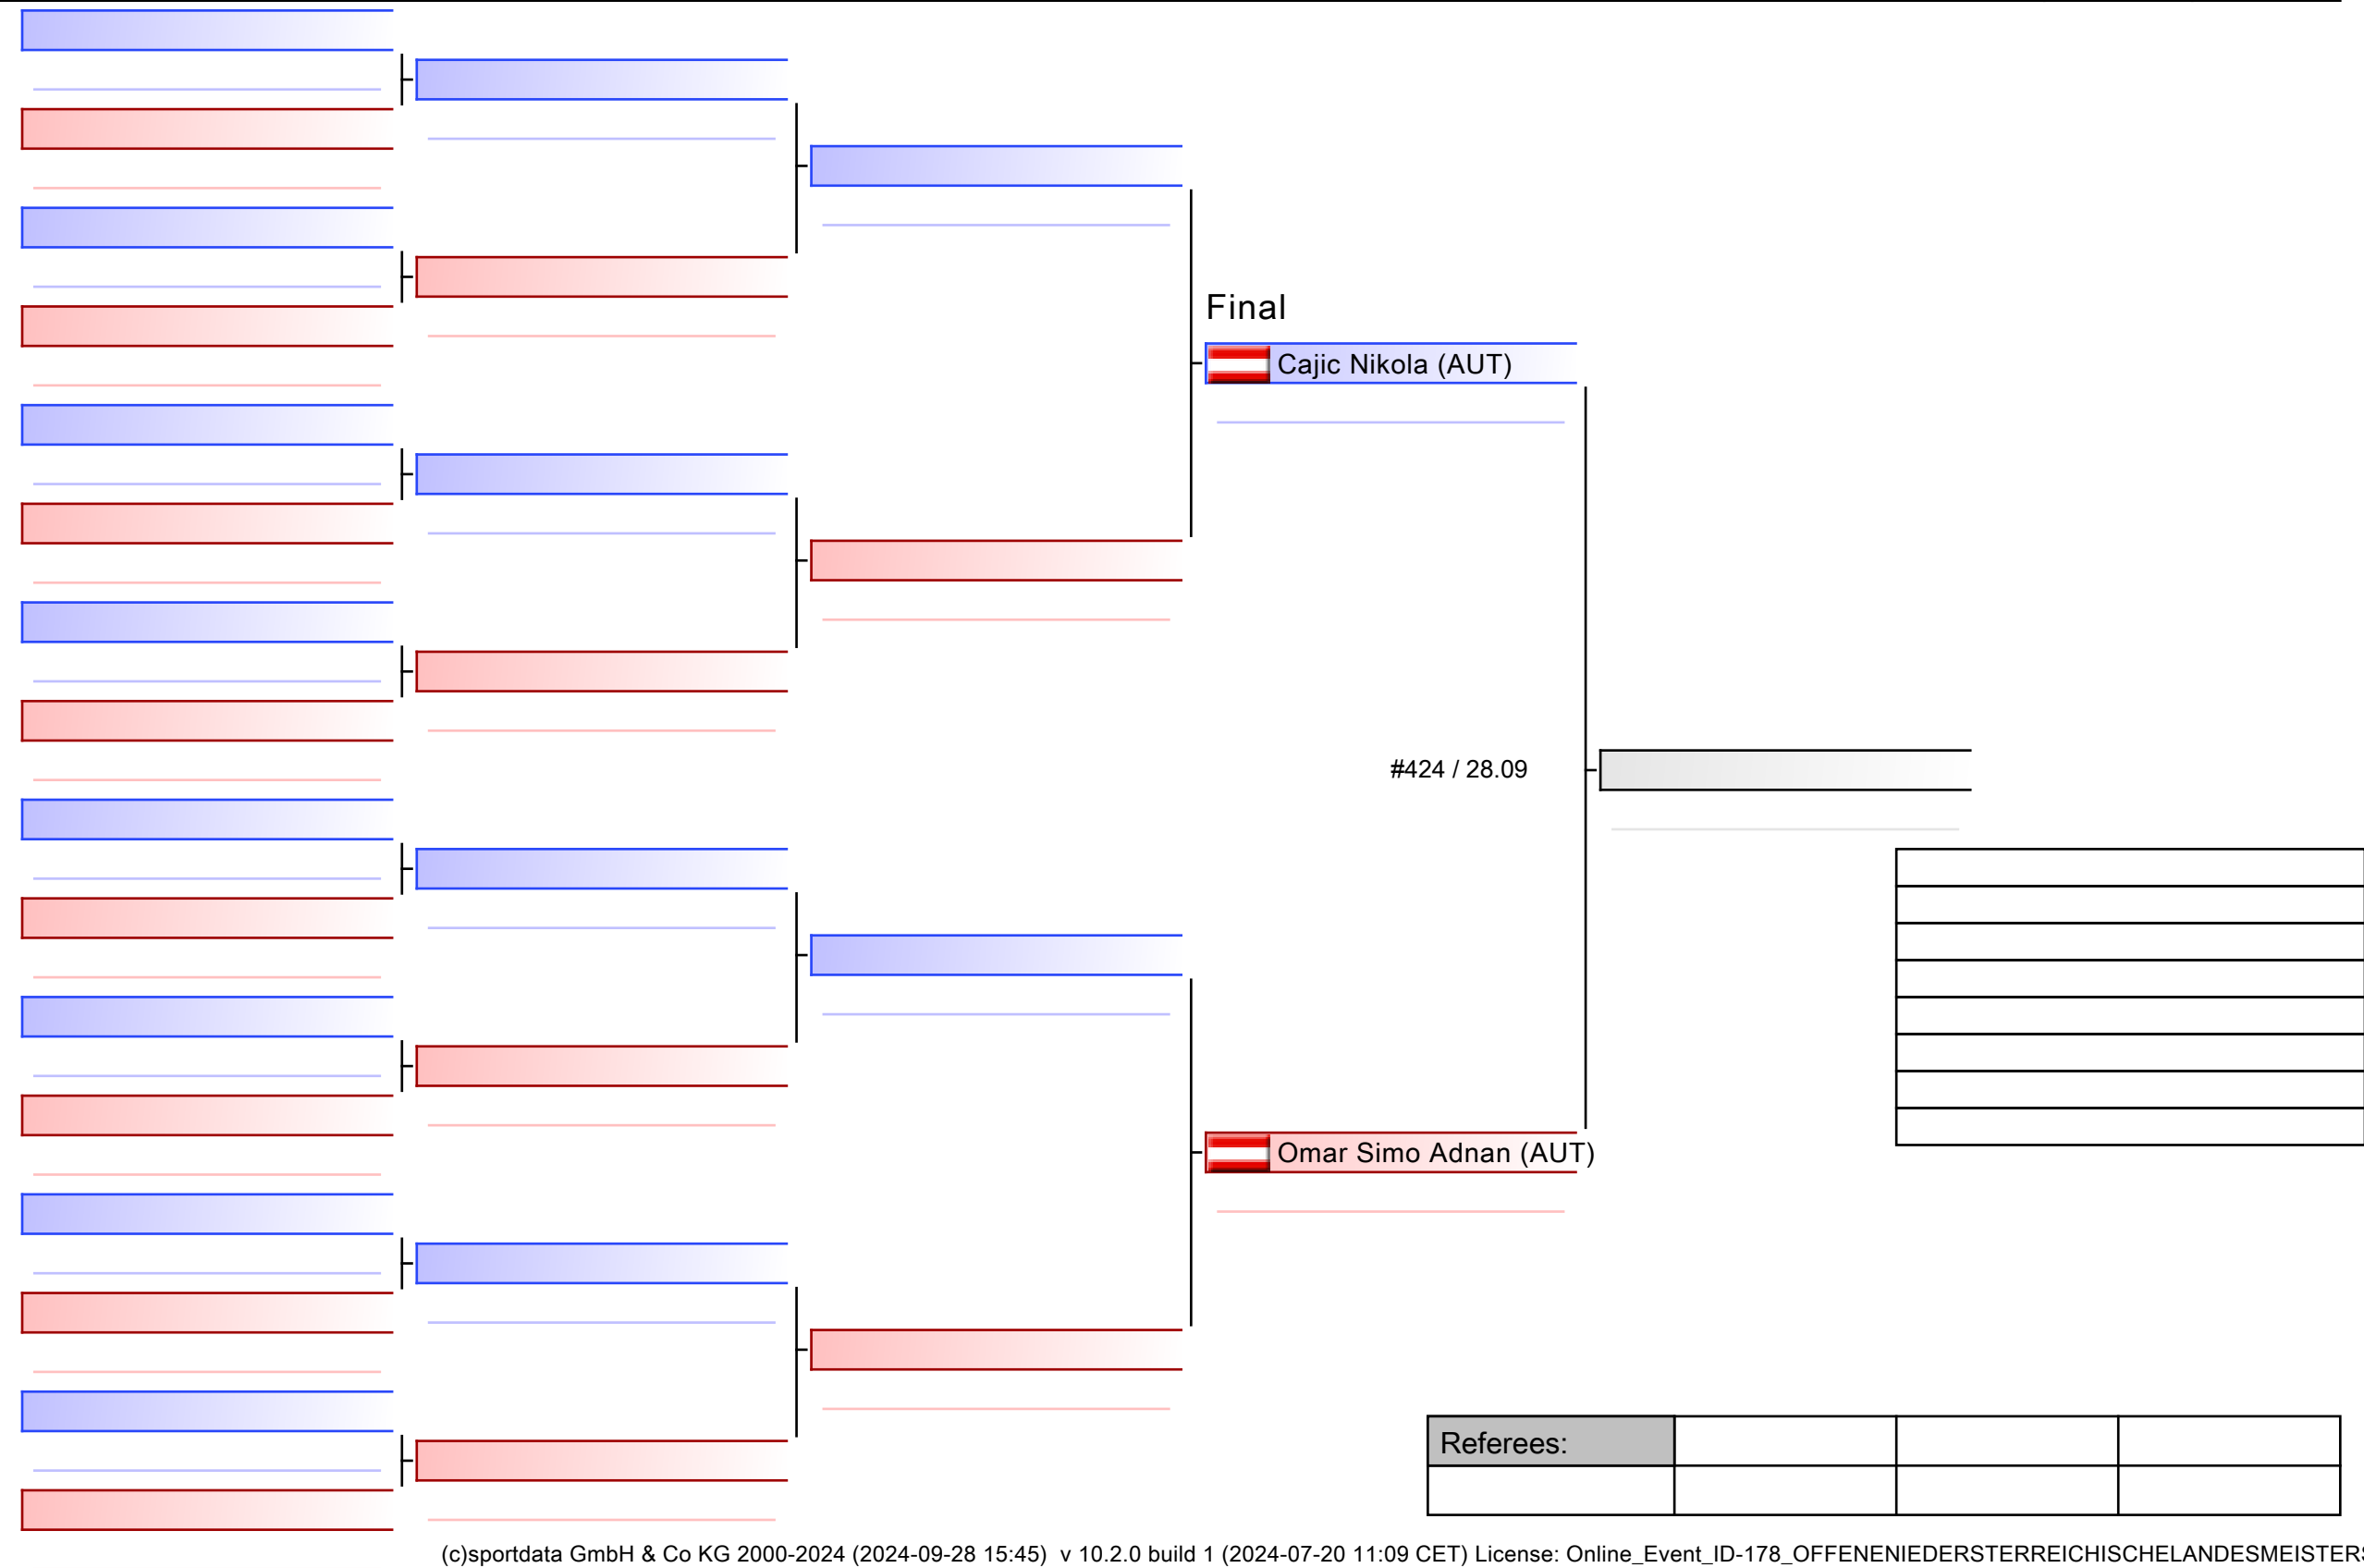 Final
Cajic Nikola (AUT)
#424 / 28.09
Omar Simo Adnan (AUT)
Referees:
(c)sportdata GmbH & Co KG 2000-2024 (2024-09-28 15:45) v 10.2.0 build 1 (2024-07-20 11:09 CET) License: Online_Event_ID-178_OFFENENIEDERSTERREICHISCHELANDESMEISTERS